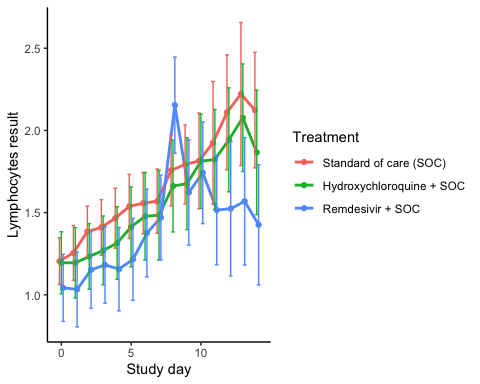 2.5
2.0
1.5
1.0
Lymphocytes result
0
5
10
Study day
Treatment
Standard of care (SOC)
Hydroxychloroquine + SOC
Remdesivir + SOC